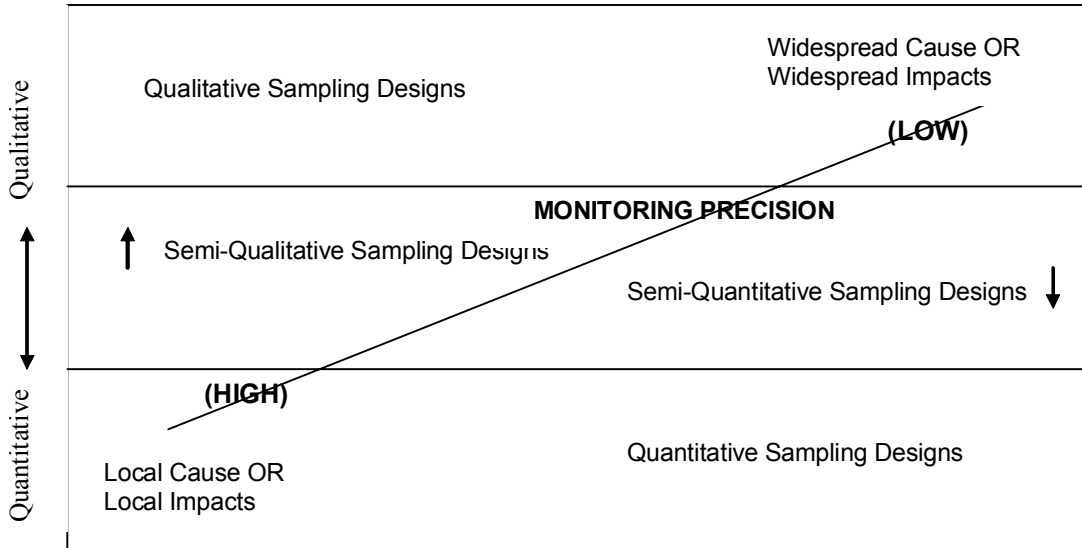 Widespread Cause OR
Widespread Impacts
Qualitative Sampling Designs
(LOW)
Qualitative
MONITORING PRECISION
Semi-Qualitative Sampling Designs
Semi-Quantitative Sampling Designs
(HIGH)
Quantitative
Quantitative Sampling Designs
Local Cause OR
Local Impacts